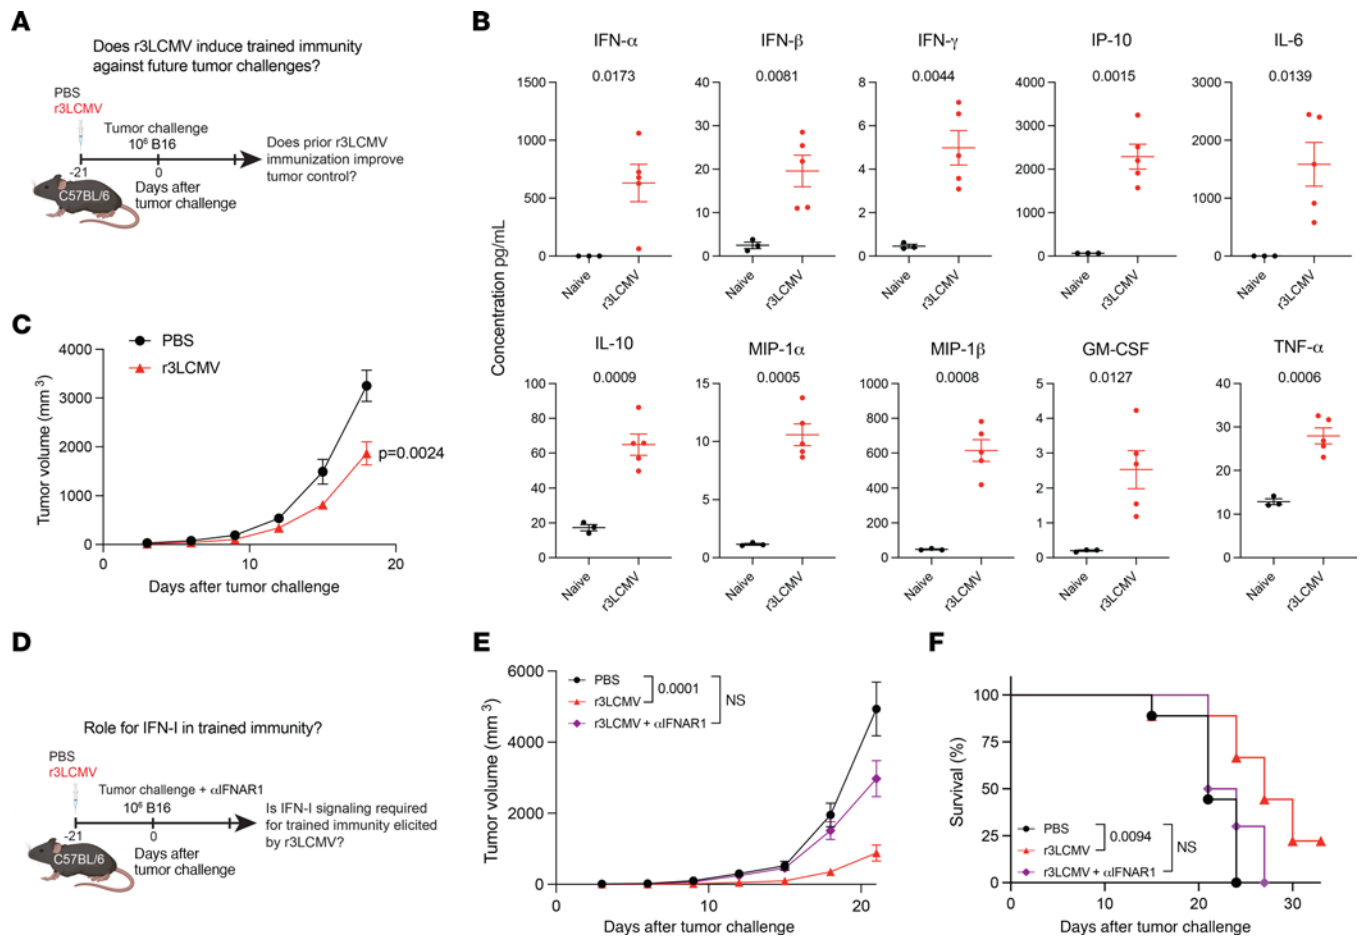 A
Does r3LCMV induce trained immunity
against future tumor challenges?
PBS
r3LCMV
Tumor challenge
10⁶ B16
-21
0
Days after
tumor challenge
C57BL/6
Does prior r3LCMV
immunization improve
tumor control?
B
Concentration pg/mL
IFN-α
0.0173
1500
1000
500
0
Naive
r3LCMV
IFN-β
0.0081
40
30
20
10
0
Naive
r3LCMV
IFN-γ
0.0044
8
6
4
2
0
Naive
r3LCMV
IP-10
0.0015
4000
3000
2000
1000
0
Naive
r3LCMV
IL-6
0.0139
3000
2000
1000
0
Naive
r3LCMV
IL-10
0.0009
100
80
60
40
20
0
Naive
r3LCMV
MIP-1α
0.0005
15
10
5
0
Naive
r3LCMV
MIP-1β
0.0008
1000
800
600
400
200
0
Naive
r3LCMV
GM-CSF
0.0127
5
4
3
2
1
0
Naive
r3LCMV
TNF-α
0.0006
40
30
20
10
0
Naive
r3LCMV
C
PBS
r3LCMV
Tumor volume (mm³)
4000
3000
2000
1000
0
p=0.0024
0
10
20
Days after tumor challenge
D
Role for IFN-I in trained immunity?
PBS
r3LCMV
Tumor challenge + αIFNAR1
10⁶ B16
-21
0
Days after
tumor challenge
C57BL/6
Is IFN-I signaling required
for trained immunity elicited
by r3LCMV?
E
Tumor volume (mm³)
6000
4000
2000
0
PBS
r3LCMV
r3LCMV + αIFNAR1
0.0001
NS
0
10
20
Days after tumor challenge
F
Survival (%)
100
75
50
25
0
PBS
r3LCMV
r3LCMV + αIFNAR1
0.0094
NS
0
10
20
30
Days after tumor challenge